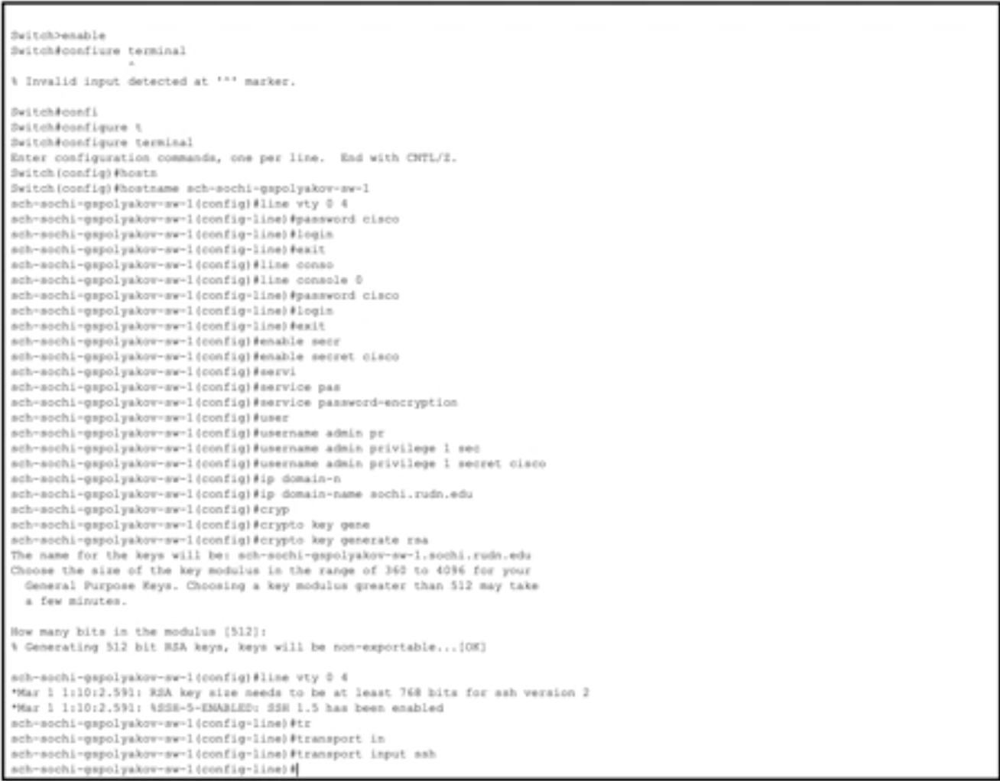 Switch>enable
Switch#confiure terminal
^
% Invalid input detected at '^' marker.
Switch#confi
Switch#configure t
Switch#configure terminal
Enter configuration commands, one per line.  End with CNTL/Z.
Switch(config)#hostn
Switch(config)#hostname sch-sochi-gspolyakov-sw-1
sch-sochi-gspolyakov-sw-1(config)#line vty 0 4
sch-sochi-gspolyakov-sw-1(config-line)#password cisco
sch-sochi-gspolyakov-sw-1(config-line)#login
sch-sochi-gspolyakov-sw-1(config-line)#exit
sch-sochi-gspolyakov-sw-1(config)#line conso
sch-sochi-gspolyakov-sw-1(config)#line console 0
sch-sochi-gspolyakov-sw-1(config-line)#password cisco
sch-sochi-gspolyakov-sw-1(config-line)#login
sch-sochi-gspolyakov-sw-1(config-line)#exit
sch-sochi-gspolyakov-sw-1(config)#enable secr
sch-sochi-gspolyakov-sw-1(config)#enable secret cisco
sch-sochi-gspolyakov-sw-1(config)#servi
sch-sochi-gspolyakov-sw-1(config)#service pas
sch-sochi-gspolyakov-sw-1(config)#service password-encryption
sch-sochi-gspolyakov-sw-1(config)#user
sch-sochi-gspolyakov-sw-1(config)#username admin pr
sch-sochi-gspolyakov-sw-1(config)#username admin privilege 1 sec
sch-sochi-gspolyakov-sw-1(config)#username admin privilege 1 secret cisco
sch-sochi-gspolyakov-sw-1(config)#ip domain-n
sch-sochi-gspolyakov-sw-1(config)#ip domain-name sochi.rudn.edu
sch-sochi-gspolyakov-sw-1(config)#cryp
sch-sochi-gspolyakov-sw-1(config)#crypto key gene
sch-sochi-gspolyakov-sw-1(config)#crypto key generate rsa
The name for the keys will be: sch-sochi-gspolyakov-sw-1.sochi.rudn.edu
Choose the size of the key modulus in the range of 360 to 4096 for your
  General Purpose Keys. Choosing a key modulus greater than 512 may take
  a few minutes.
How many bits in the modulus [512]:
% Generating 512 bit RSA keys, keys will be non-exportable...[OK]
sch-sochi-gspolyakov-sw-1(config)#line vty 0 4
*Mar 1 1:10:2.591: RSA key size needs to be at least 768 bits for ssh version 2
*Mar 1 1:10:2.591: %SSH-5-ENABLED: SSH 1.5 has been enabled
sch-sochi-gspolyakov-sw-1(config-line)#tr
sch-sochi-gspolyakov-sw-1(config-line)#transport in
sch-sochi-gspolyakov-sw-1(config-line)#transport input ssh
sch-sochi-gspolyakov-sw-1(config-line)#